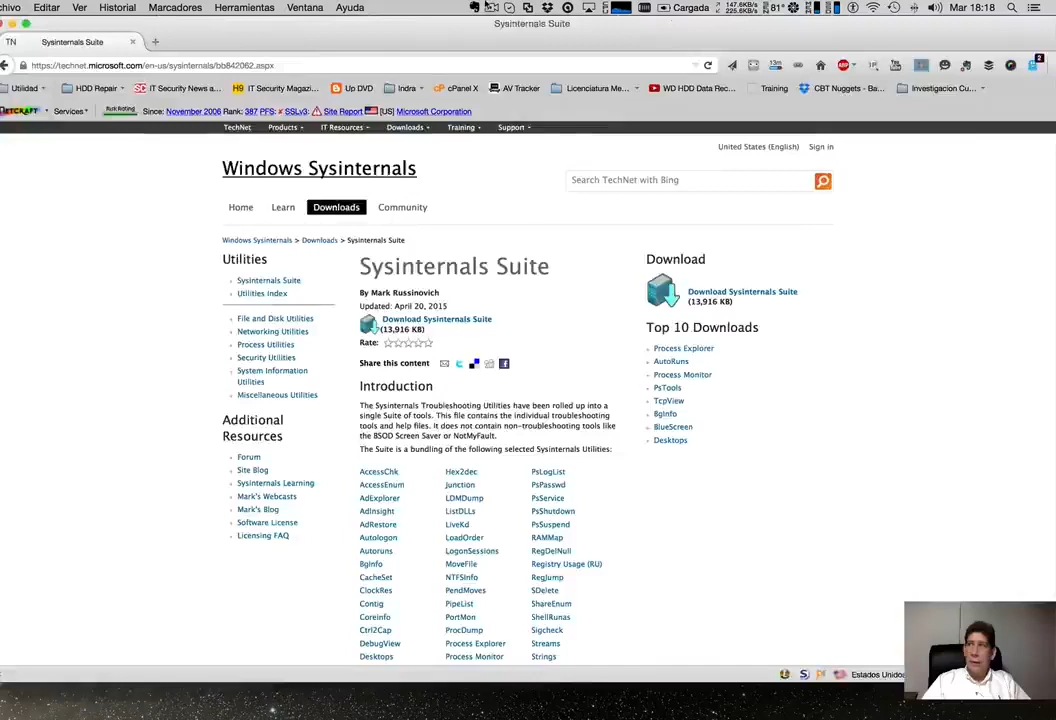 chivo Editar Ver Historial Marcadores Herramientas Ventana Ayuda
Cargada 147.6KB/s 225.6KB/s 81° Mar 18:18
Sysinternals Suite
TN Sysinternals Suite × +
https://technet.microsoft.com/en-us/sysinternals/bb842062.aspx
Utilidad HDD Repair SC IT Security News a... H9 IT Security Magazi... Up DVD Indra cP cPanel X AV Tracker Licenciatura Me... WD HDD Data Rec... Training CBT Nuggets - Ba... Investigacion Cu...
Services Risk Rating Since: November 2006 Rank: 387 PFS: ✗ SSLv3: Site Report [US] Microsoft Corporation
TechNet Products IT Resources Downloads Training Support
United States (English) Sign in
Windows Sysinternals
Search TechNet with Bing
Home Learn Downloads Community
Windows Sysinternals > Downloads > Sysinternals Suite
Utilities
Sysinternals Suite
Utilities Index
File and Disk Utilities
Networking Utilities
Process Utilities
Security Utilities
System Information
Utilities
Miscellaneous Utilities
Additional
Resources
Forum
Site Blog
Sysinternals Learning
Mark's Webcasts
Mark's Blog
Software License
Licensing FAQ
Sysinternals Suite
By Mark Russinovich
Updated: April 20, 2015
Download Sysinternals Suite
(13,916 KB)
Rate:
Share this content
Introduction
The Sysinternals Troubleshooting Utilities have been rolled up into a
single Suite of tools. This file contains the individual troubleshooting
tools and help files. It does not contain non-troubleshooting tools like
the BSOD Screen Saver or NotMyFault.
The Suite is a bundling of the following selected Sysinternals Utilities:
AccessChk
AccessEnum
AdExplorer
AdInsight
AdRestore
Autologon
Autoruns
BgInfo
CacheSet
ClockRes
Contig
Coreinfo
Ctrl2Cap
DebugView
Desktops
Hex2dec
Junction
LDMDump
ListDLLs
LiveKd
LoadOrder
LogonSessions
MoveFile
NTFSInfo
PendMoves
PipeList
PortMon
ProcDump
Process Explorer
Process Monitor
PsLogList
PsPasswd
PsService
PsShutdown
PsSuspend
RAMMap
RegDelNull
Registry Usage (RU)
RegJump
SDelete
ShareEnum
ShellRunas
Sigcheck
Streams
Strings
Download
Download Sysinternals Suite
(13,916 KB)
Top 10 Downloads
Process Explorer
AutoRuns
Process Monitor
PsTools
TcpView
BgInfo
BlueScreen
Desktops
Estados Unido